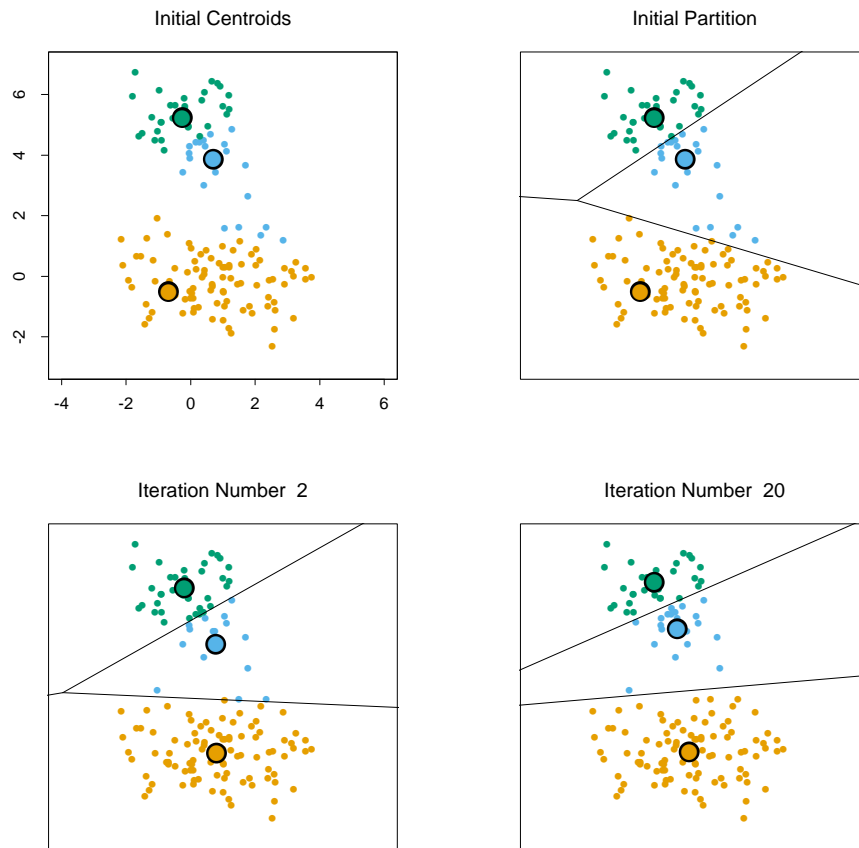 Initial Centroids
Initial Partition
6
4
2
0
-2
-4 -2 0 2 4 6
Iteration Number 2
Iteration Number 20